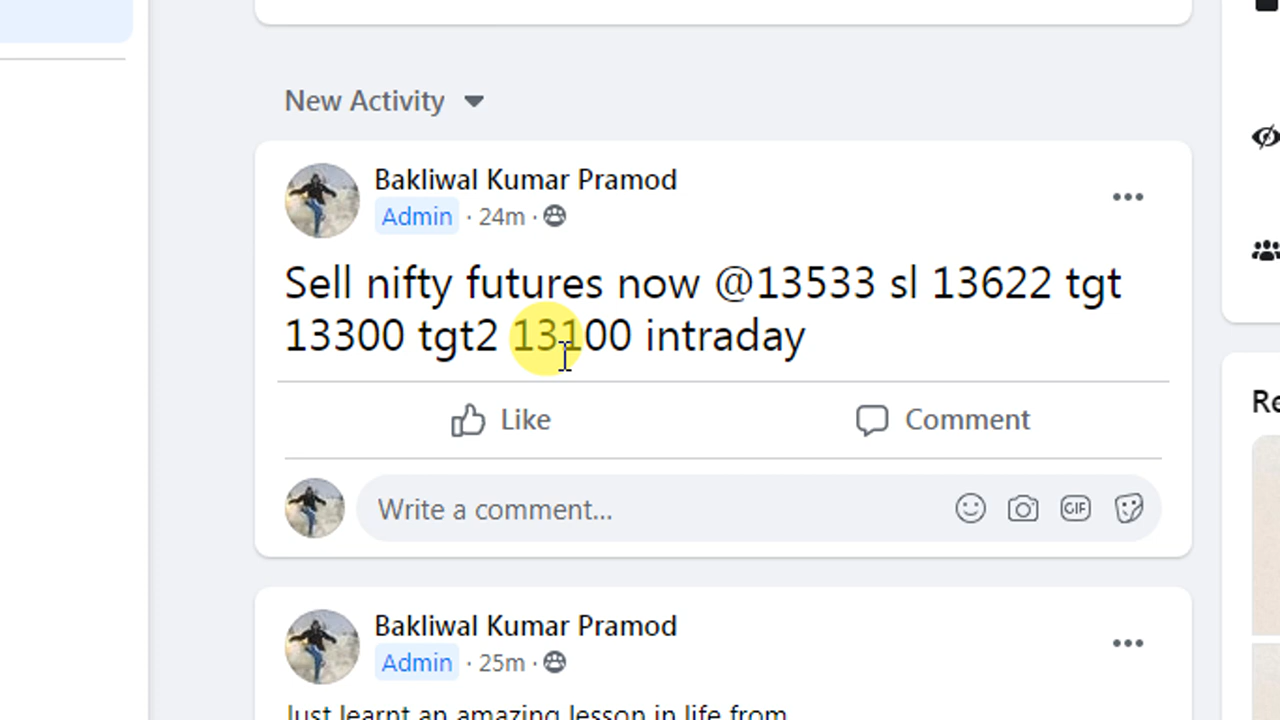 New Activity
Bakliwal Kumar Pramod
Admin · 24m ·
Sell nifty futures now @13533 sl 13622 tgt
13300 tgt2 13100 intraday
Like
Comment
Write a comment...
GIF
Re
Bakliwal Kumar Pramod
Admin · 25m ·
Just learnt an amazing lesson in life from